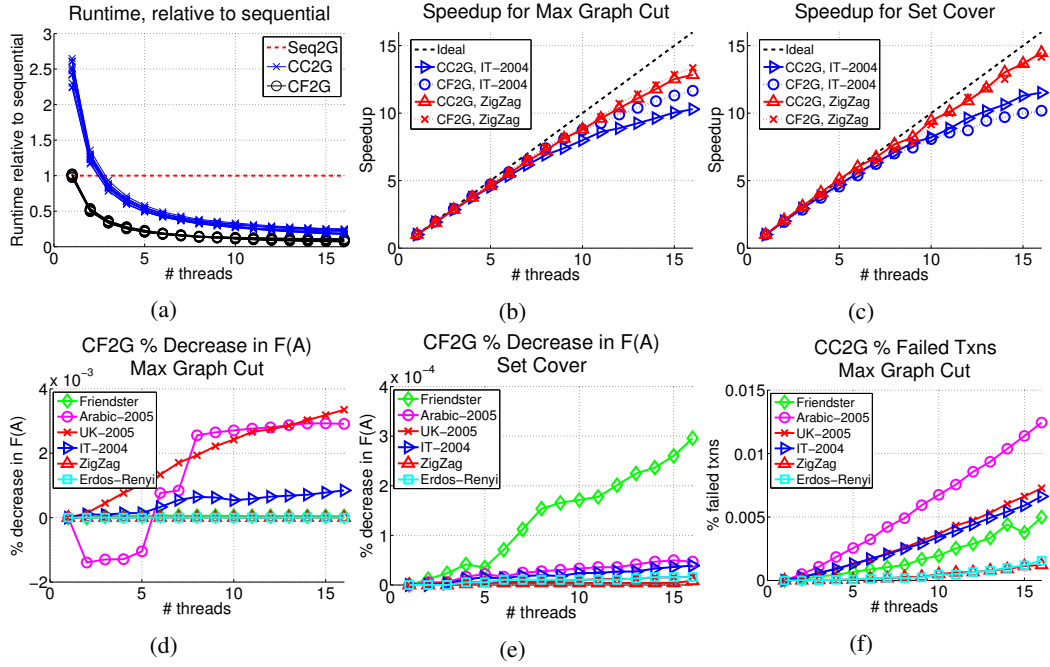 Runtime, relative to sequential
Runtime relative to sequential
3
2.5
2
1.5
1
0.5
0
5
10
15
# threads
Seq2G
CC2G
CF2G
(a)
Speedup for Max Graph Cut
Speedup
15
10
5
0
0
5
10
15
# threads
Ideal
CC2G, IT−2004
CF2G, IT−2004
CC2G, ZigZag
CF2G, ZigZag
(b)
Speedup for Set Cover
Speedup
15
10
5
0
0
5
10
15
# threads
Ideal
CC2G, IT−2004
CF2G, IT−2004
CC2G, ZigZag
CF2G, ZigZag
(c)
CF2G % Decrease in F(A)
Max Graph Cut
x 10⁻³
% decrease in F(A)
4
2
0
−2
5
10
15
# threads
Friendster
Arabic−2005
UK−2005
IT−2004
ZigZag
Erdos−Renyi
(d)
CF2G % Decrease in F(A)
Set Cover
x 10⁻⁴
% decrease in F(A)
4
3
2
1
0
0
5
10
15
# threads
Friendster
Arabic−2005
UK−2005
IT−2004
ZigZag
Erdos−Renyi
(e)
CC2G % Failed Txns
Max Graph Cut
% failed txns
0.015
0.01
0.005
0
0
5
10
15
# threads
Friendster
Arabic−2005
UK−2005
IT−2004
ZigZag
Erdos−Renyi
(f)